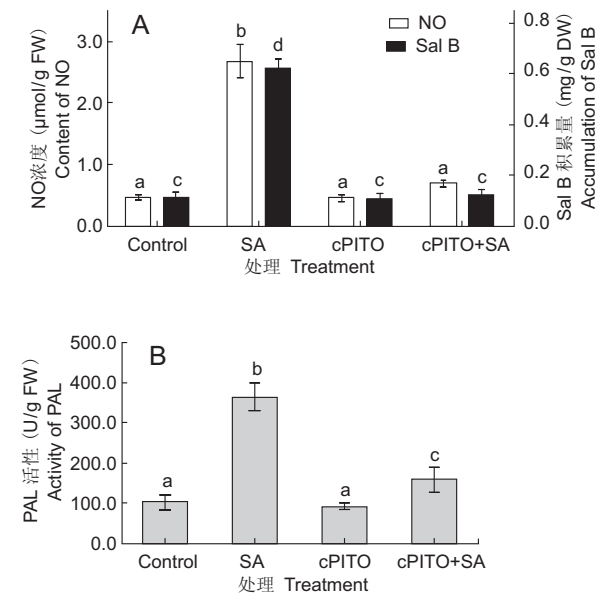 A
NO
Sal B
NO浓度 (μmol/g FW)
Content of NO
3.0
2.0
1.0
0.0
b
d
a
c
a
c
a
c
0.8
0.6
0.4
0.2
0.0
Sal B 积累量 (mg/g DW)
Accumulation of Sal B
Control SA cPITO cPITO+SA
处理 Treatment
B
PAL 活性 (U/g FW)
Activity of PAL
500.0
400.0
300.0
200.0
100.0
0.0
a
b
a
c
Control SA cPITO cPITO+SA
处理 Treatment